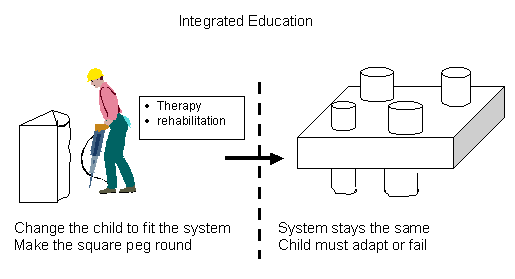 Integrated Education
• Therapy
• rehabilitation
Change the child to fit the system
Make the square peg round
System stays the same
Child must adapt or fail